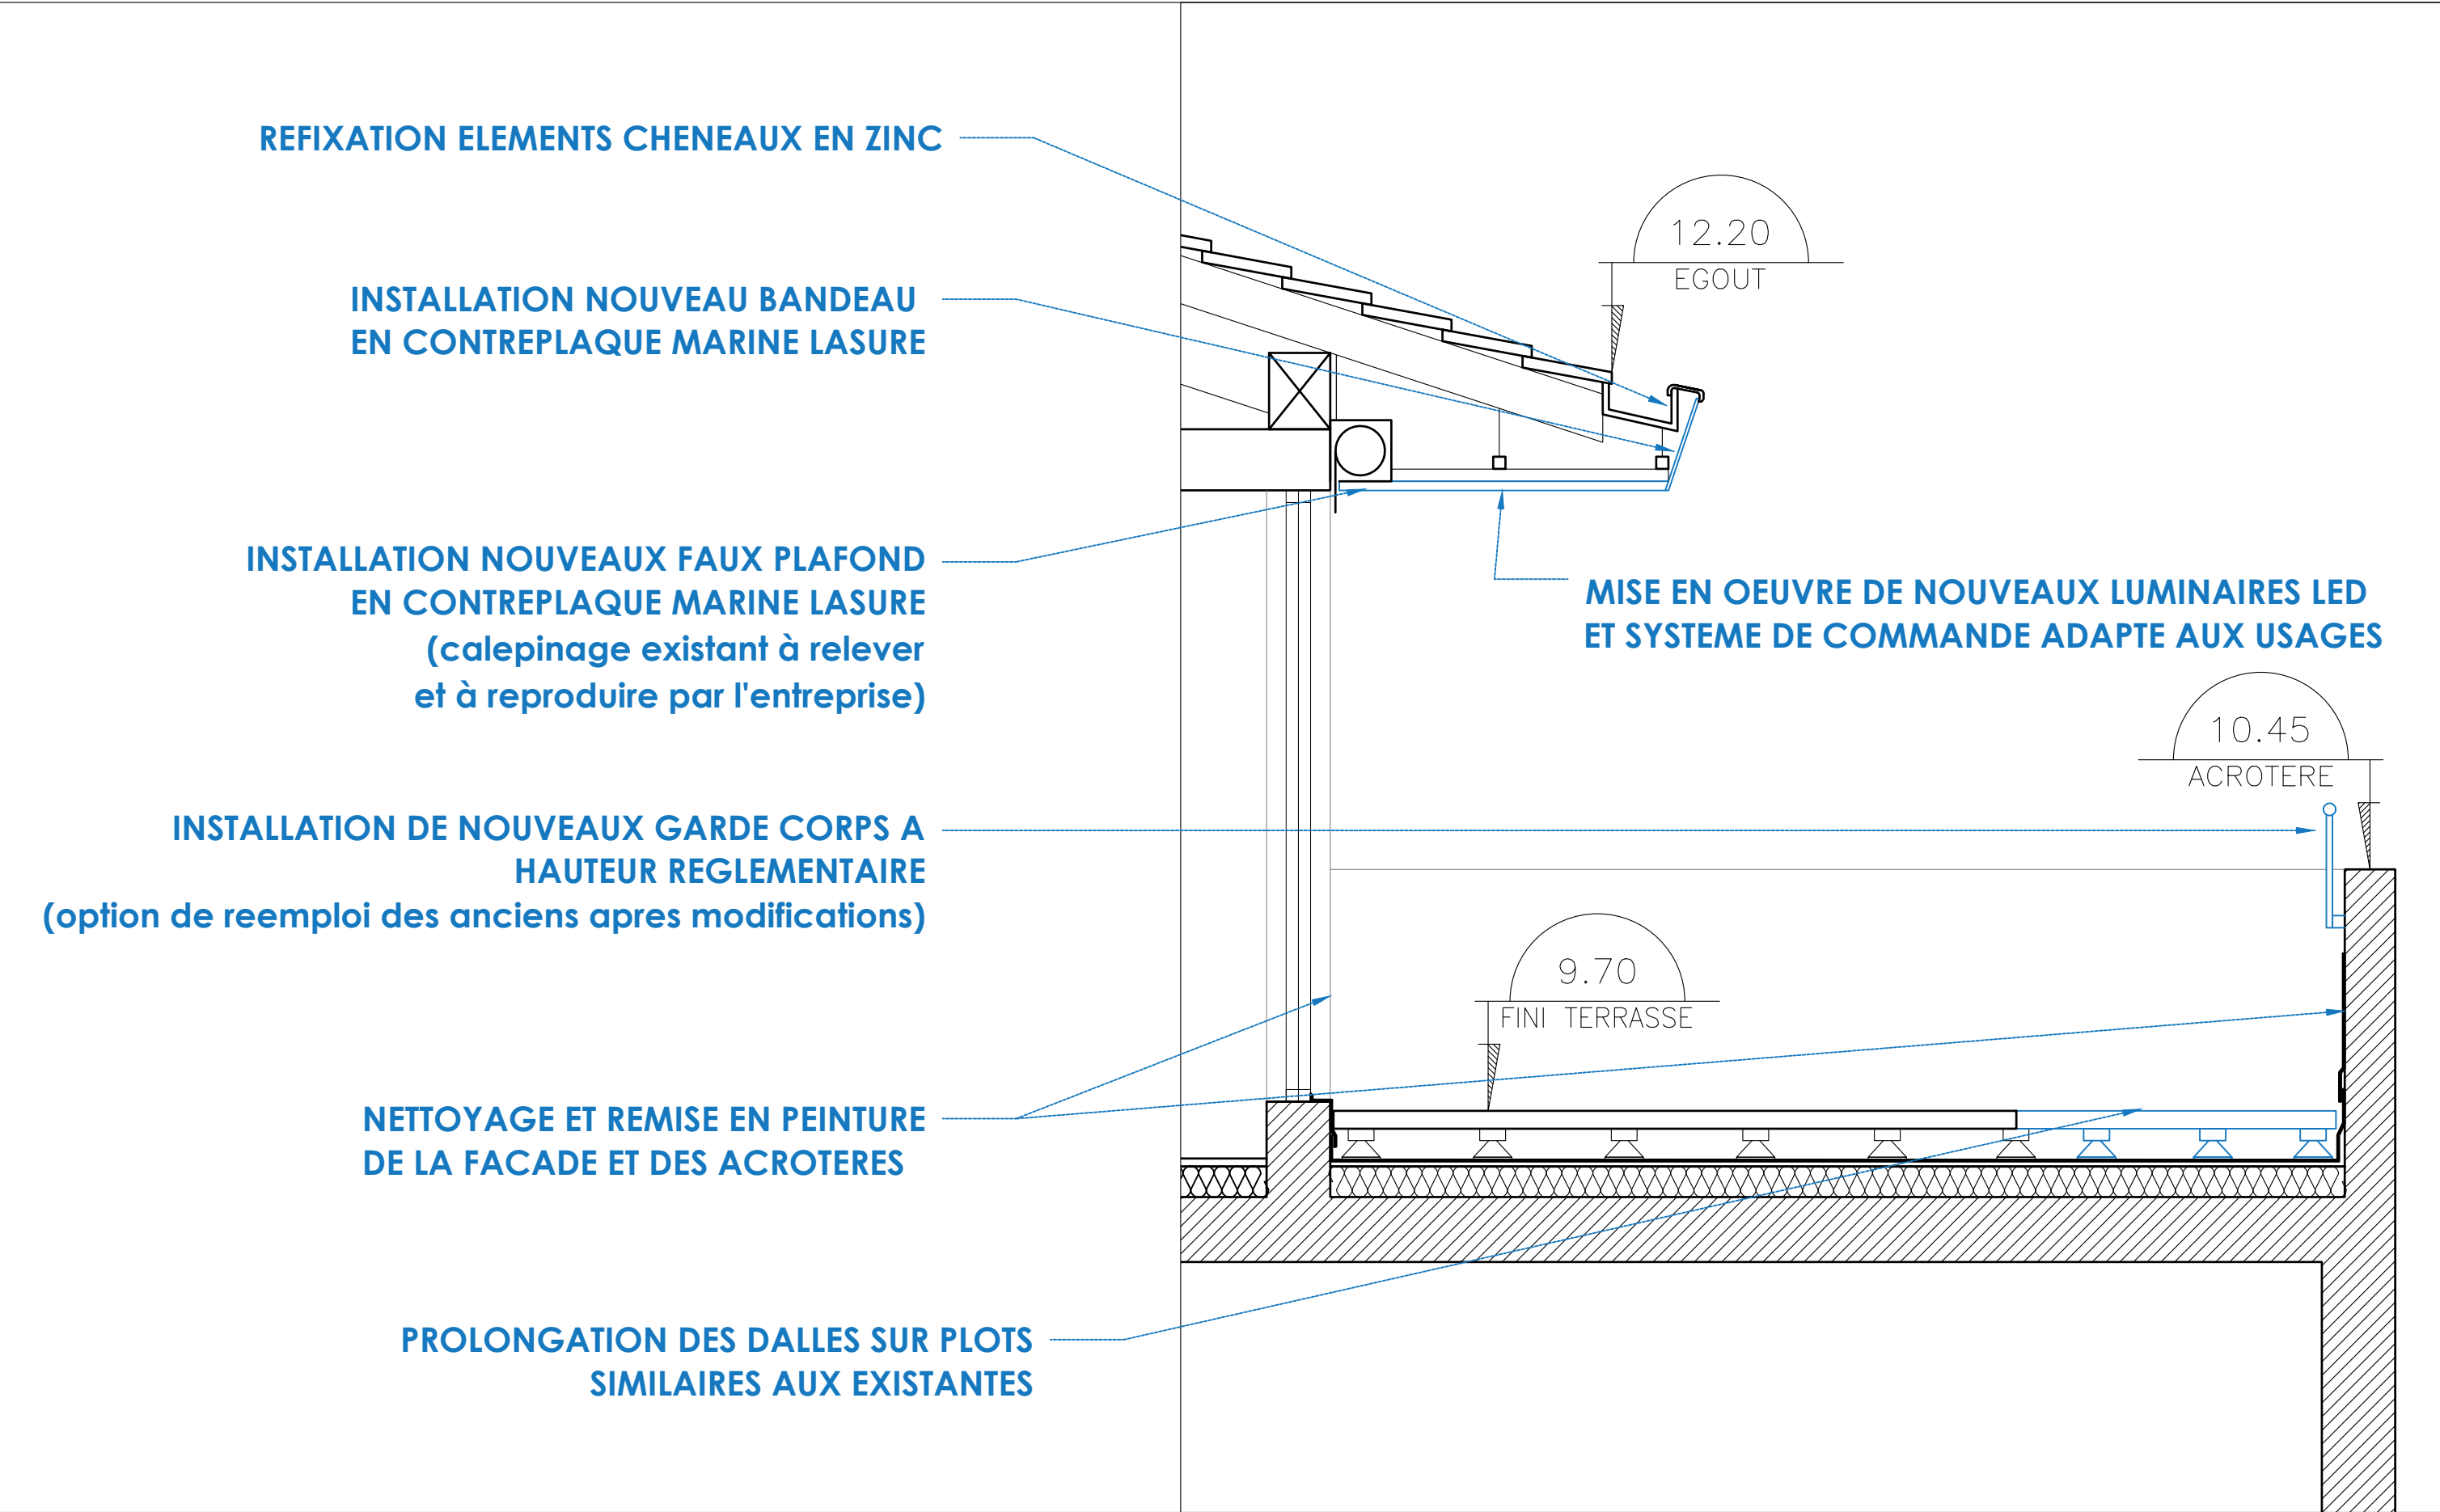 REFIXATION ELEMENTS CHENEAUX EN ZINC
12.20
EGOUT
INSTALLATION NOUVEAU BANDEAU
EN CONTREPLAQUE MARINE LASURE
INSTALLATION NOUVEAUX FAUX PLAFOND
EN CONTREPLAQUE MARINE LASURE
(calepinage existant à relever
et à reproduire par l'entreprise)
MISE EN OEUVRE DE NOUVEAUX LUMINAIRES LED
ET SYSTEME DE COMMANDE ADAPTE AUX USAGES
10.45
ACROTERE
INSTALLATION DE NOUVEAUX GARDE CORPS A
HAUTEUR REGLEMENTAIRE
(option de reemploi des anciens apres modifications)
9.70
FINI TERRASSE
NETTOYAGE ET REMISE EN PEINTURE
DE LA FACADE ET DES ACROTERES
PROLONGATION DES DALLES SUR PLOTS
SIMILAIRES AUX EXISTANTES